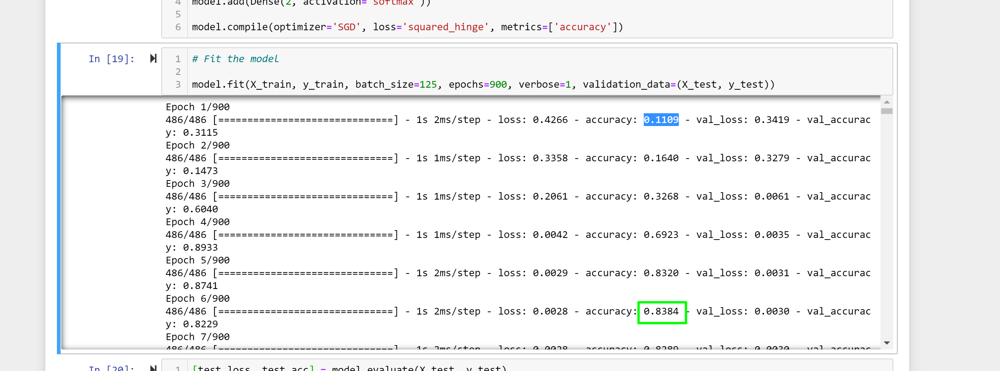 4 model.add(Dense(2, activation='softmax'))
5
6 model.compile(optimizer='SGD', loss='squared_hinge', metrics=['accuracy'])
In [19]:
1 # Fit the model
2
3 model.fit(X_train, y_train, batch_size=125, epochs=900, verbose=1, validation_data=(X_test, y_test))
Epoch 1/900
486/486 [==============================] - 1s 2ms/step - loss: 0.4266 - accuracy: 0.1109 - val_loss: 0.3419 - val_accurac
y: 0.3115
Epoch 2/900
486/486 [==============================] - 1s 1ms/step - loss: 0.3358 - accuracy: 0.1640 - val_loss: 0.3279 - val_accurac
y: 0.1473
Epoch 3/900
486/486 [==============================] - 1s 1ms/step - loss: 0.2061 - accuracy: 0.3268 - val_loss: 0.0061 - val_accurac
y: 0.6040
Epoch 4/900
486/486 [==============================] - 1s 1ms/step - loss: 0.0042 - accuracy: 0.6923 - val_loss: 0.0035 - val_accurac
y: 0.8933
Epoch 5/900
486/486 [==============================] - 1s 2ms/step - loss: 0.0029 - accuracy: 0.8320 - val_loss: 0.0031 - val_accurac
y: 0.8741
Epoch 6/900
486/486 [==============================] - 1s 2ms/step - loss: 0.0028 - accuracy: 0.8384 - val_loss: 0.0030 - val_accurac
y: 0.8229
Epoch 7/900
486/486 [==============================] - 1s 2ms/step - loss: 0.0028 - accuracy: 0.8289 - val_loss: 0.0030 - val_accurac
In [20]:
1 [test_loss, test_acc] = model.evaluate(X_test, y_test)